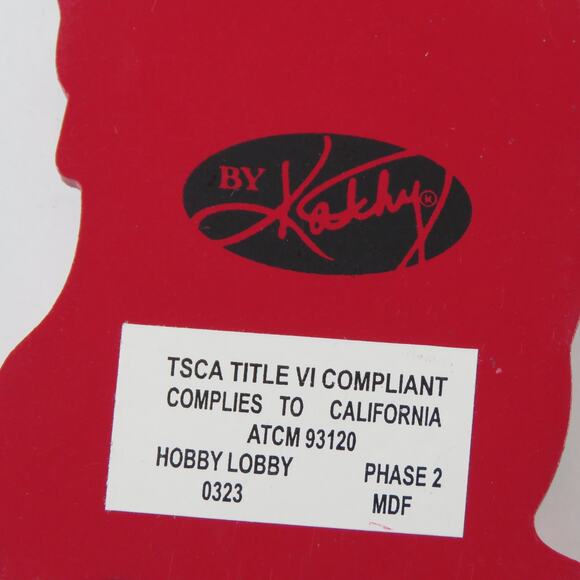 BY Kathy ®
TSCA TITLE VI COMPLIANT
COMPLIES TO CALIFORNIA
ATCM 93120
HOBBY LOBBY PHASE 2
0323 MDF